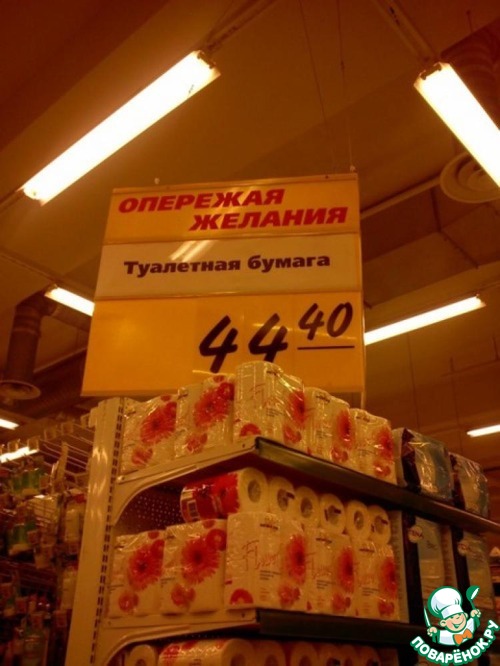 ОПЕРЕЖАЯ
ЖЕЛАНИЯ
Туалетная бумага
44 40
ПОВАРЁНОК.РУ